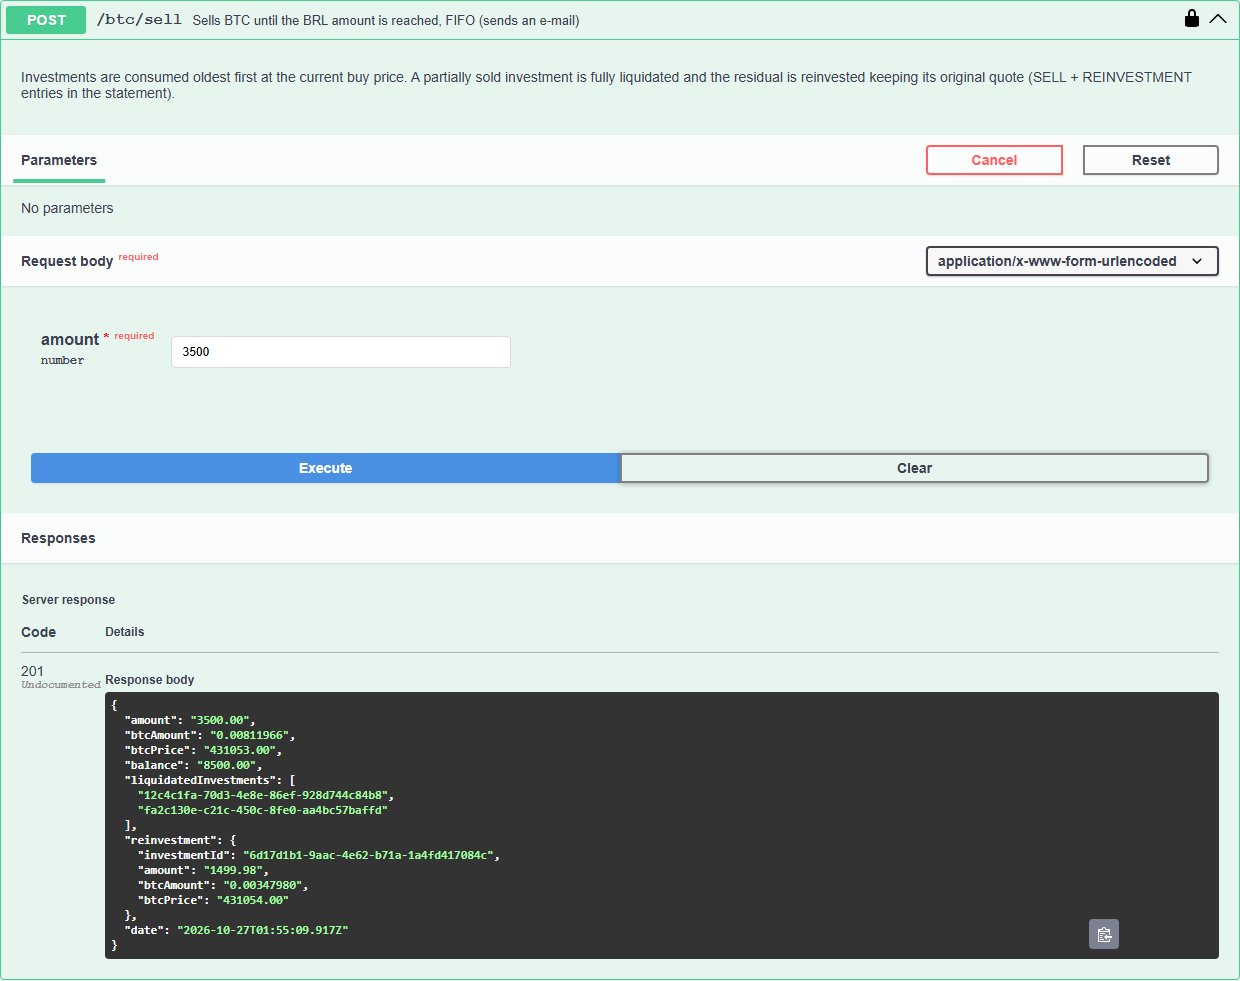 POST /btc/sell Sells BTC until the BRL amount is reached, FIFO (sends an e-mail)
Investments are consumed oldest first at the current buy price. A partially sold investment is fully liquidated and the residual is reinvested keeping its original quote (SELL + REINVESTMENT
entries in the statement).
Parameters
Cancel
Reset
No parameters
Request body required
application/x-www-form-urlencoded
amount * required
number
3500
Execute
Clear
Responses
Server response
Code Details
201
Undocumented
Response body
{
  "amount": "3500.00",
  "btcAmount": "0.00811966",
  "btcPrice": "431053.00",
  "balance": "8500.00",
  "liquidatedInvestments": [
    "12c4c1fa-70d3-4e8e-86ef-928d744c84b8",
    "fa2c130e-c21c-450c-8fe0-aa4bc57baffd"
  ],
  "reinvestment": {
    "investmentId": "6d17d1b1-9aac-4e62-b71a-1a4fd417084c",
    "amount": "1499.98",
    "btcAmount": "0.00347980",
    "btcPrice": "431054.00"
  },
  "date": "2026-10-27T01:55:09.917Z"
}